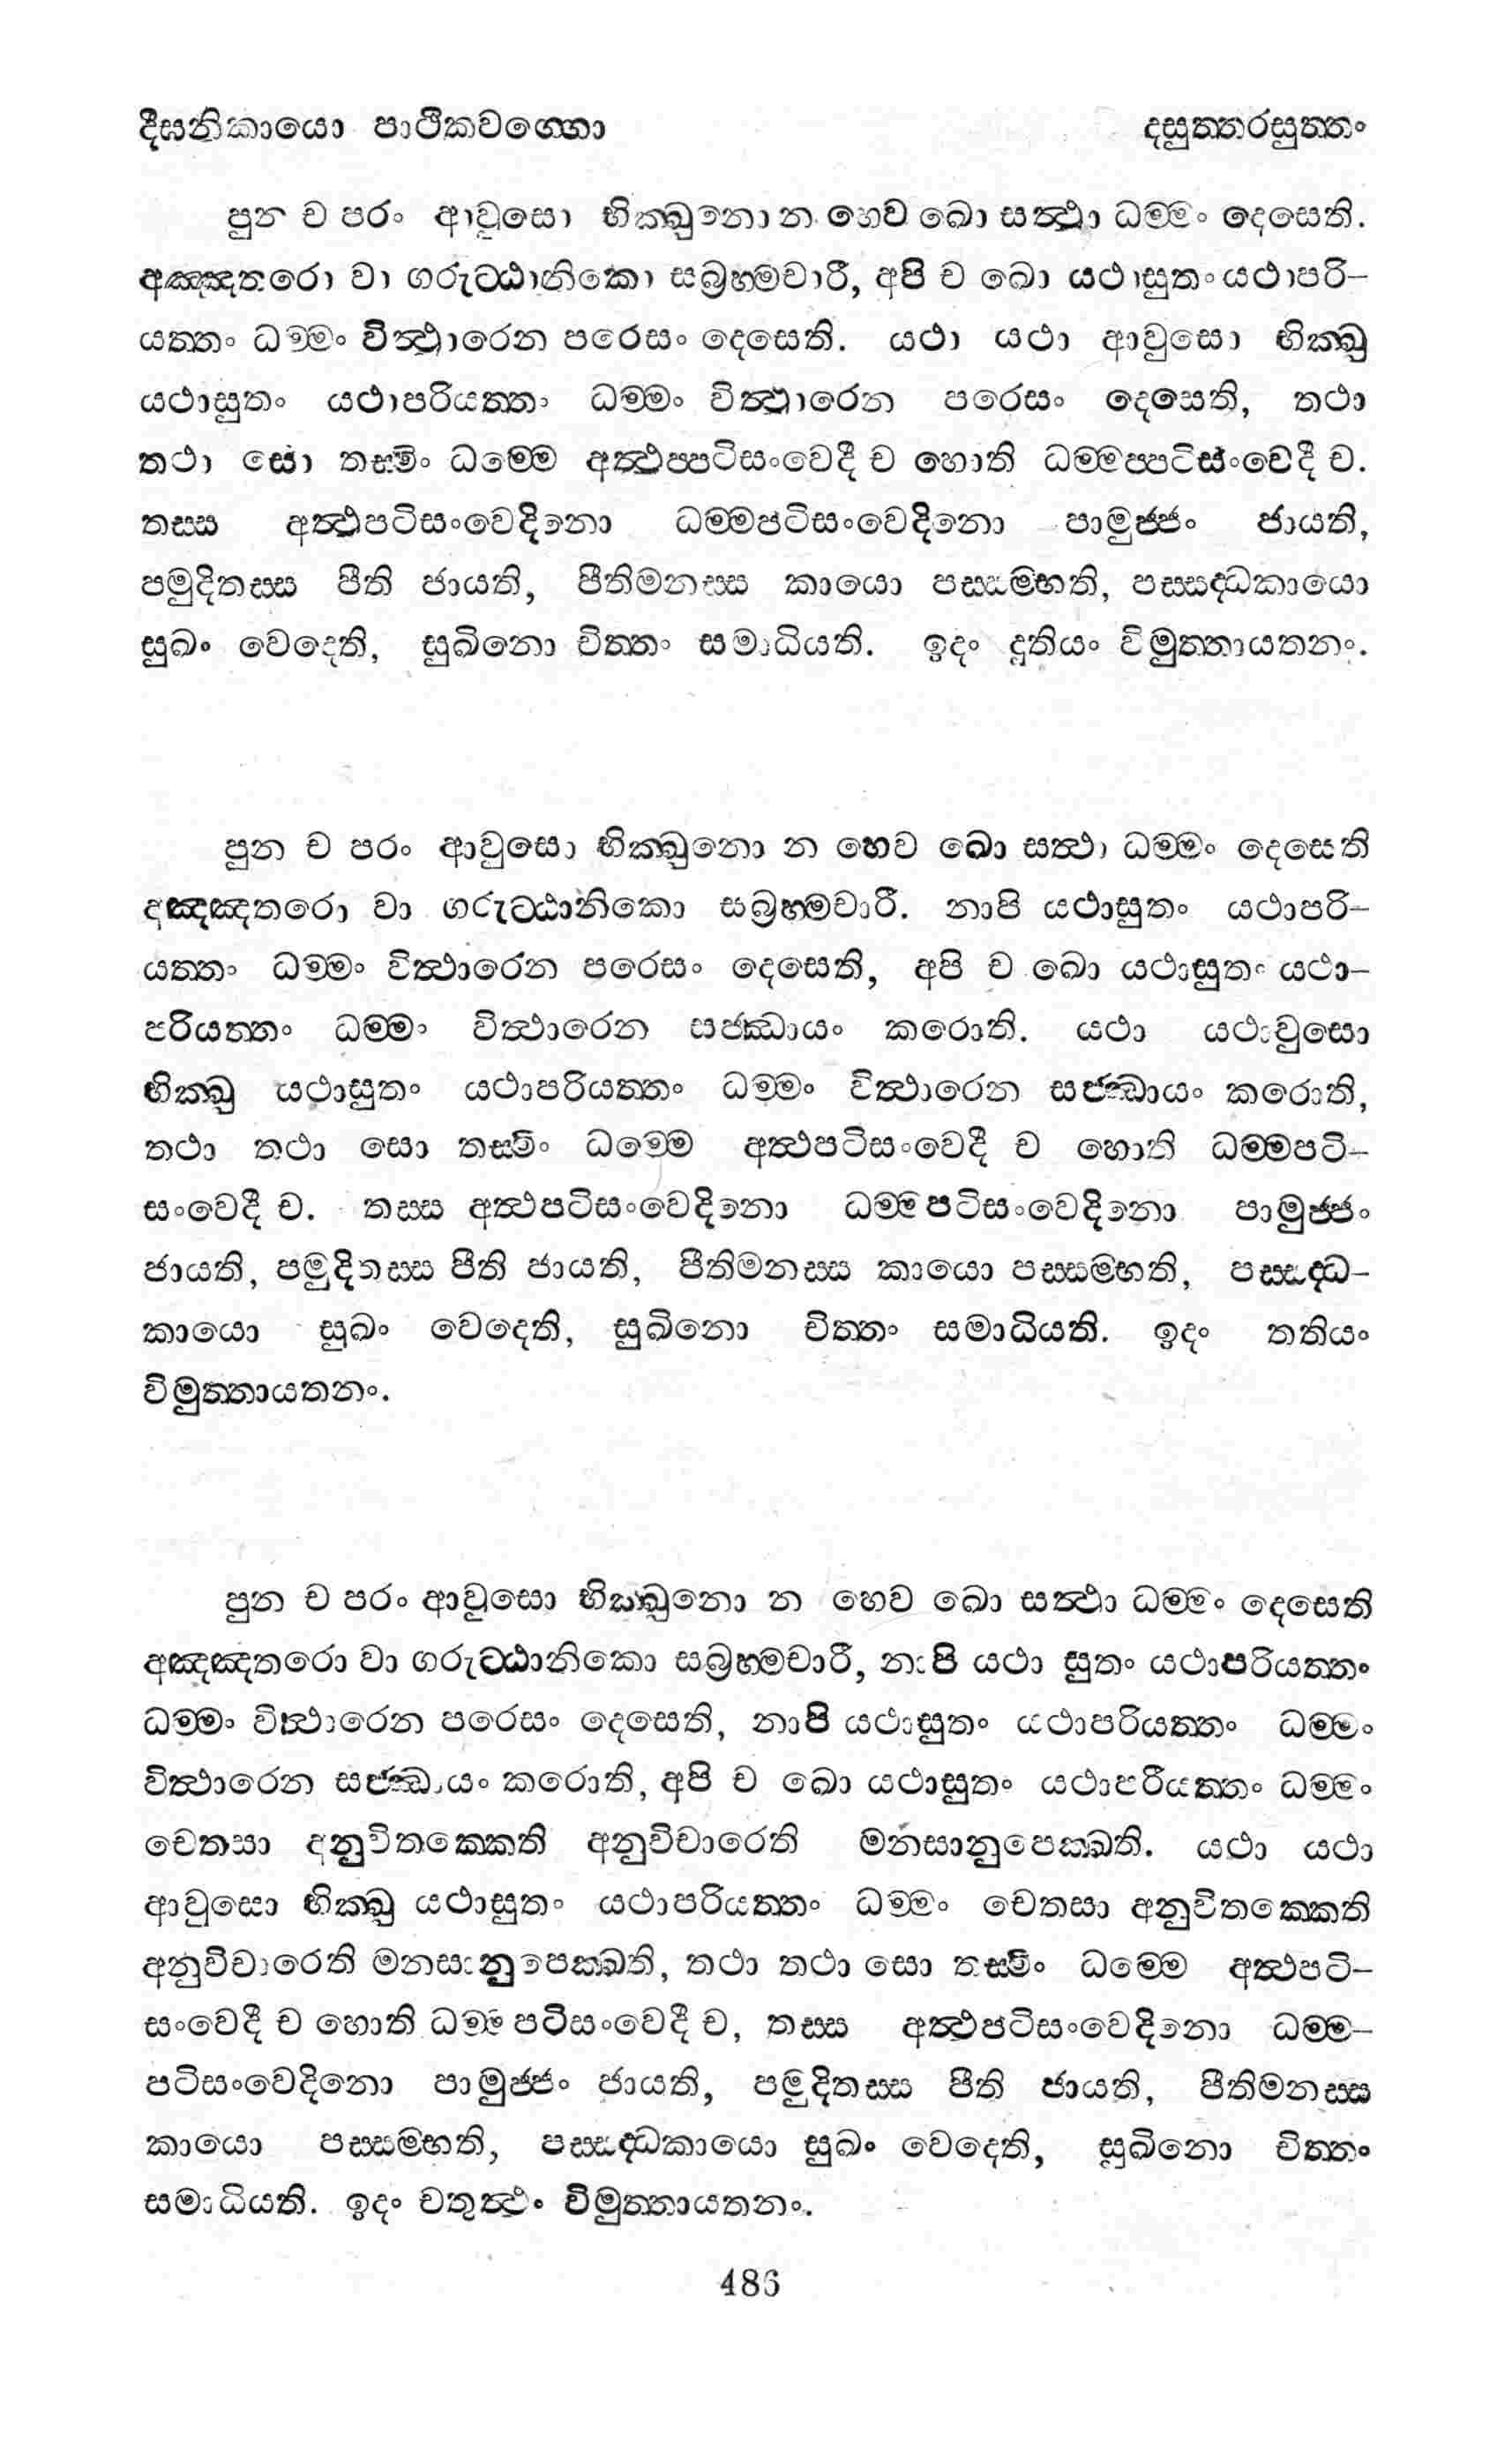 දීඝනිකායො පාථිකවග්ගො දසුත්තරසුත්තං
පුන ච පරං ආවුසො භික්ඛුනො න හෙව ඛො සත්ථා ධම්මං දෙසෙති.
අඤ්ඤතරො වා ගරුට්ඨානිකො සබ්‍රහ්මචාරී, අපි ච ඛො යථාසුතං යථාපරි-
යත්තං ධම්මං විත්ථාරෙන පරෙසං දෙසෙති. යථා යථා ආවුසො භික්ඛු
යථාසුතං යථාපරියත්තං ධම්මං විත්ථාරෙන පරෙසං දෙසෙති, තථා
තථා සො තස්මිං ධම්මෙ අත්ථප්පටිසංවෙදී ච හොති ධම්මප්පටිසංවෙදී ච.
තස්ස අත්ථපටිසංවෙදිනො ධම්මපටිසංවෙදිනො පාමුජ්ජං ජායති,
පමුදිතස්ස පීති ජායති, පීතිමනස්ස කායො පස්සම්භති, පස්සද්ධකායො
සුඛං වෙදෙති, සුඛිනො චිත්තං සමාධියති. ඉදං දුතියං විමුත්තායතනං.
පුන ච පරං ආවුසො භික්ඛුනො න හෙව ඛො සත්ථා ධම්මං දෙසෙති
අඤ්ඤතරො වා ගරුට්ඨානිකො සබ්‍රහ්මචාරී. නාපි යථාසුතං යථාපරි-
යත්තං ධම්මං විත්ථාරෙන පරෙසං දෙසෙති, අපි ච ඛො යථාසුතං යථා-
පරියත්තං ධම්මං විත්ථාරෙන සජ්ඣායං කරොති. යථා යථාවුසො
භික්ඛු යථාසුතං යථාපරියත්තං ධම්මං විත්ථාරෙන සජ්ඣායං කරොති,
තථා තථා සො තස්මිං ධම්මෙ අත්ථපටිසංවෙදී ච හොති ධම්මපටි-
සංවෙදී ච. තස්ස අත්ථපටිසංවෙදිනො ධම්මපටිසංවෙදිනො පාමුජ්ජං
ජායති, පමුදිතස්ස පීති ජායති, පීතිමනස්ස කායො පස්සම්භති, පස්සද්ධ-
කායො සුඛං වෙදෙති, සුඛිනො චිත්තං සමාධියති. ඉදං තතියං
විමුත්තායතනං.
පුන ච පරං ආවුසො භික්ඛුනො න හෙව ඛො සත්ථා ධම්මං දෙසෙති
අඤ්ඤතරො වා ගරුට්ඨානිකො සබ්‍රහ්මචාරී, නාපි යථා සුතං යථාපරියත්තං
ධම්මං විත්ථාරෙන පරෙසං දෙසෙති, නාපි යථාසුතං යථාපරියත්තං ධම්මං
විත්ථාරෙන සජ්ඣායං කරොති, අපි ච ඛො යථාසුතං යථාපරීයත්තං ධම්මං
චෙතසා අනුවිතක්කෙති අනුවිචාරෙති මනසානුපෙක්ඛති. යථා යථා
ආවුසො භික්ඛු යථාසුතං යථාපරියත්තං ධම්මං චෙතසා අනුවිතක්කෙති
අනුවිචාරෙති මනසානුපෙක්ඛති, තථා තථා සො තස්මිං ධම්මෙ අත්ථපටි-
සංවෙදී ච හොති ධම්මපටිසංවෙදී ච, තස්ස අත්ථපටිසංවෙදිනො ධම්ම-
පටිසංවෙදිනො පාමුජ්ජං ජායති, පමුදිතස්ස පීති ජායති, පීතිමනස්ස
කායො පස්සම්භති, පස්සද්ධකායො සුඛං වෙදෙති, සුඛිනො චිත්තං
සමාධියති. ඉදං චතුත්ථං විමුත්තායතනං.
486